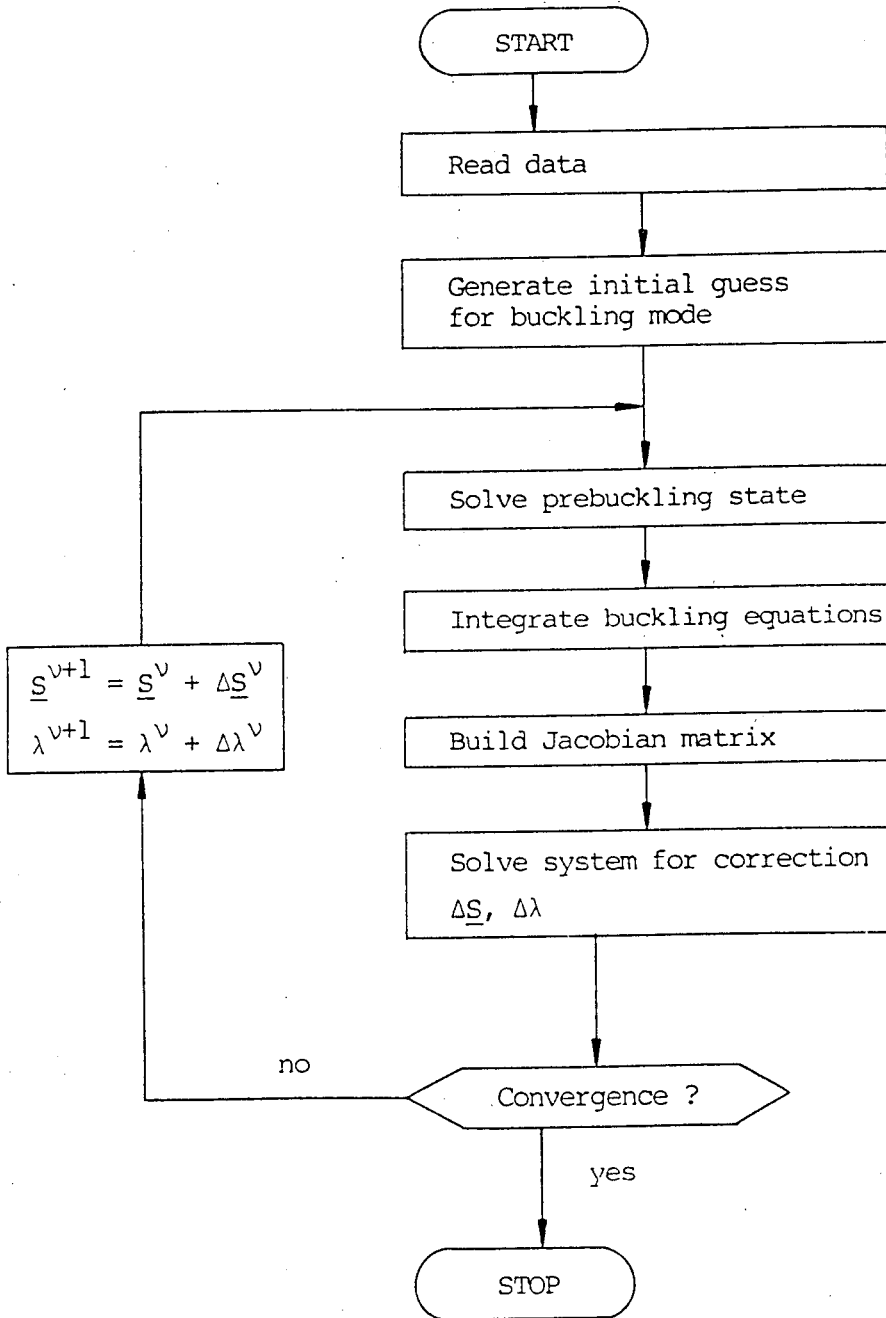 START
Read data
Generate initial guess
for buckling mode
Solve prebuckling state
Integrate buckling equations
S̲^ν+1 = S̲^ν + ΔS̲^ν
λ^ν+1 = λ^ν + Δλ^ν
Build Jacobian matrix
Solve system for correction
ΔS̲, Δλ
no
Convergence ?
yes
STOP